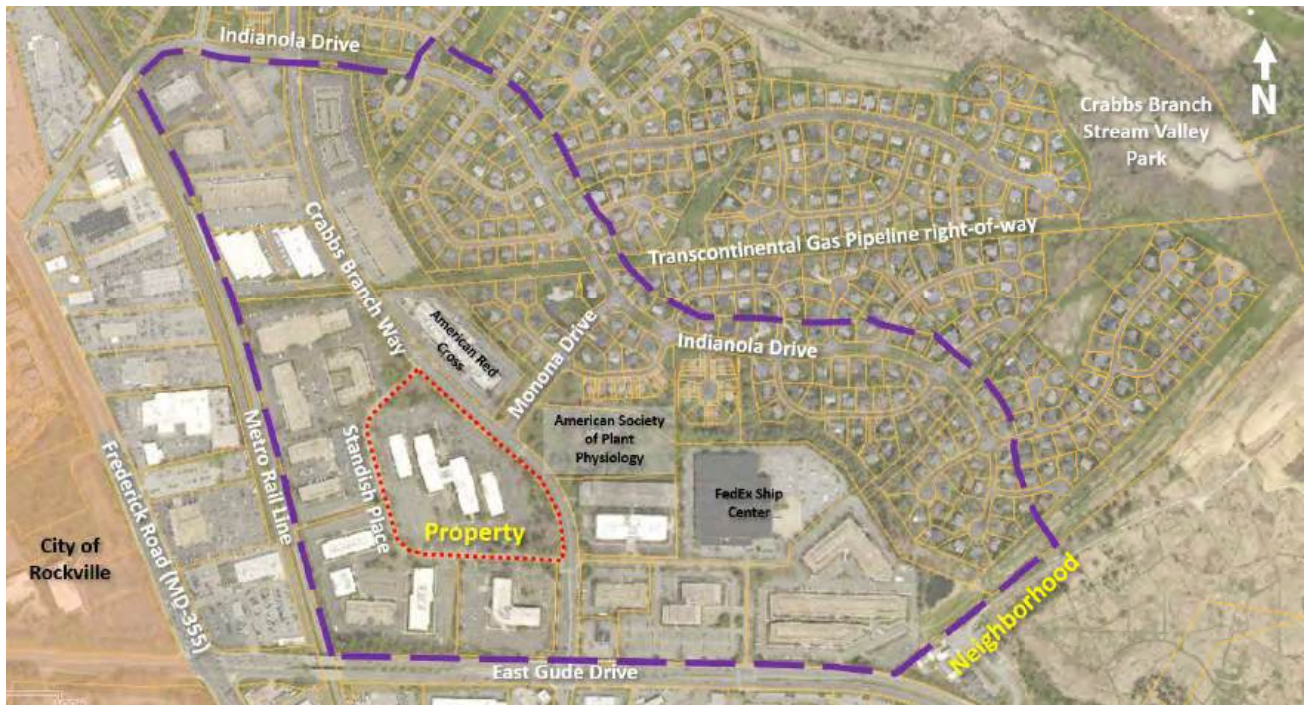 Indianola Drive
N
Crabbs Branch
Stream Valley
Park
Transcontinental Gas Pipeline right-of-way
Crabbs Branch Way
American Red
Cross
Monona Drive
Indianola Drive
American Society
of Plant
Physiology
FedEx Ship
Center
Standish Place
Property
Metro Rail Line
Frederick Road (MD-355)
City of
Rockville
Neighborhood
East Gude Drive